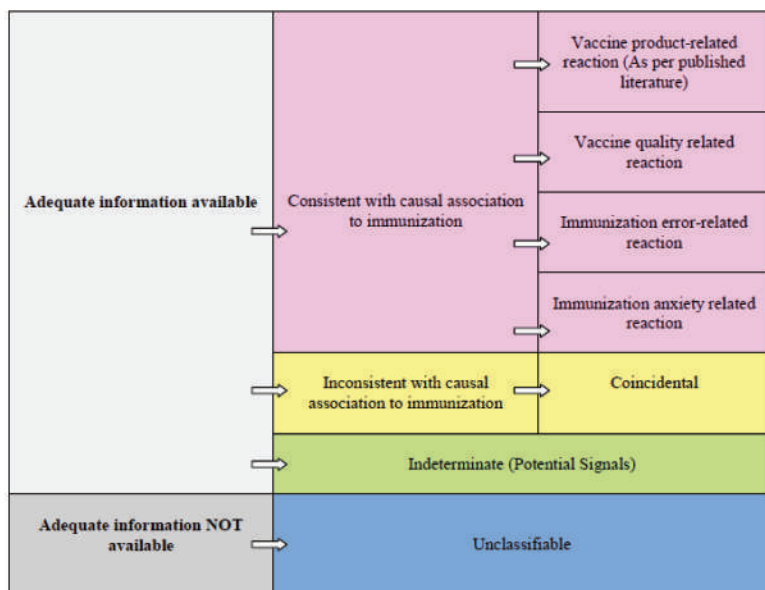 Vaccine product-related
reaction (As per published
literature)
Vaccine quality related
reaction
Adequate information available
Consistent with causal association
to immunization
Immunization error-related
reaction
Immunization anxiety related
reaction
Inconsistent with causal
association to immunization
Coincidental
Indeterminate (Potential Signals)
Adequate information NOT
available
Unclassifiable